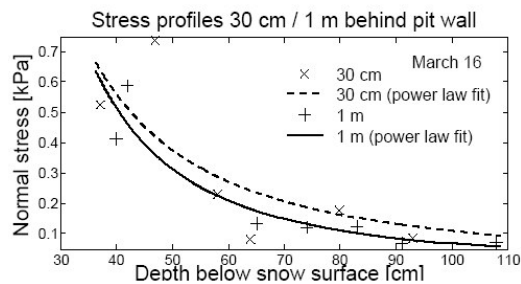 Stress profiles 30 cm / 1 m behind pit wall
Normal stress [kPa]
0.7
0.6
0.5
0.4
0.3
0.2
0.1
March 16
30 cm
30 cm (power law fit)
1 m
1 m (power law fit)
30 40 50 60 70 80 90 100 110
Depth below snow surface [cm]